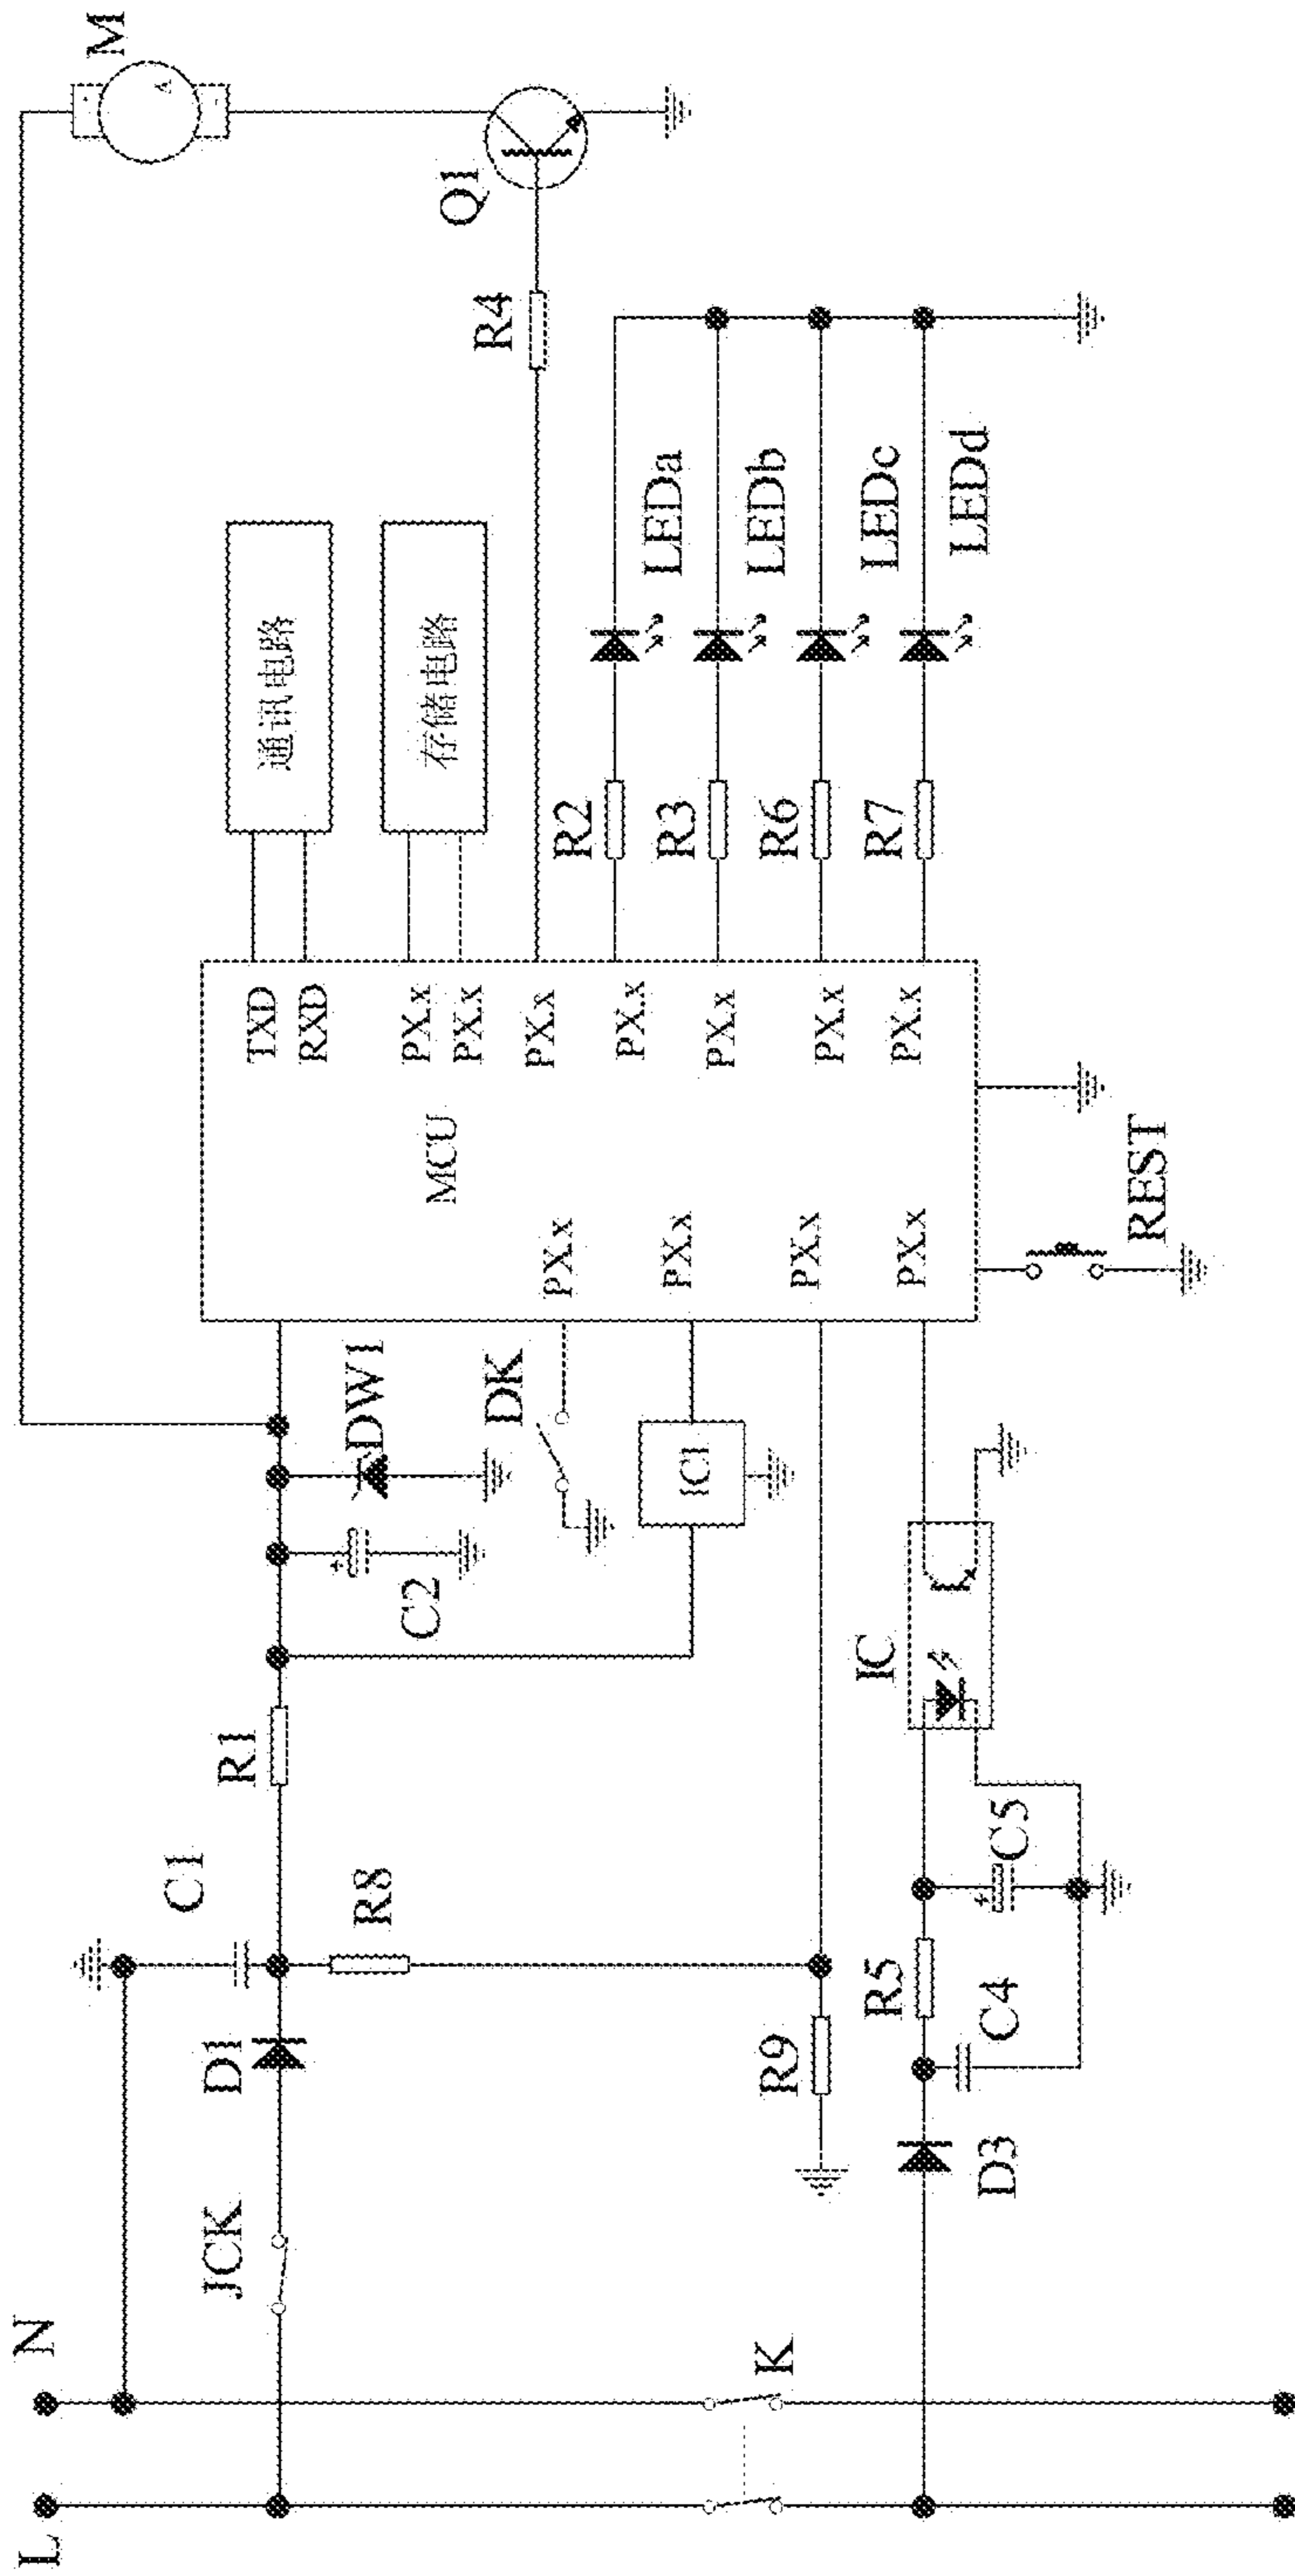 L
N
JCK
D1
C1
R1
R8
C2
DW1
DK
IC1
R9
D3
C4
R5
C5
IC
K
MCU
PX.x
PX.x
PX.x
PX.x
TXD
RXD
PX.x
PX.x
PX.x
PX.x
PX.x
PX.x
PX.x
REST
通讯电路
存储电路
R2
R3
R6
R7
LEDa
LEDb
LEDc
LEDd
R4
Q1
M